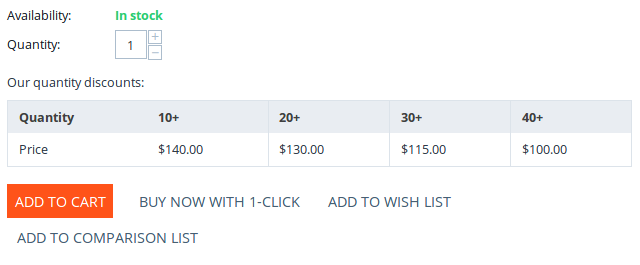 Availability: In stock
Quantity: 1 + −
Our quantity discounts:
Quantity 10+ 20+ 30+ 40+
Price $140.00 $130.00 $115.00 $100.00
ADD TO CART BUY NOW WITH 1-CLICK ADD TO WISH LIST
ADD TO COMPARISON LIST